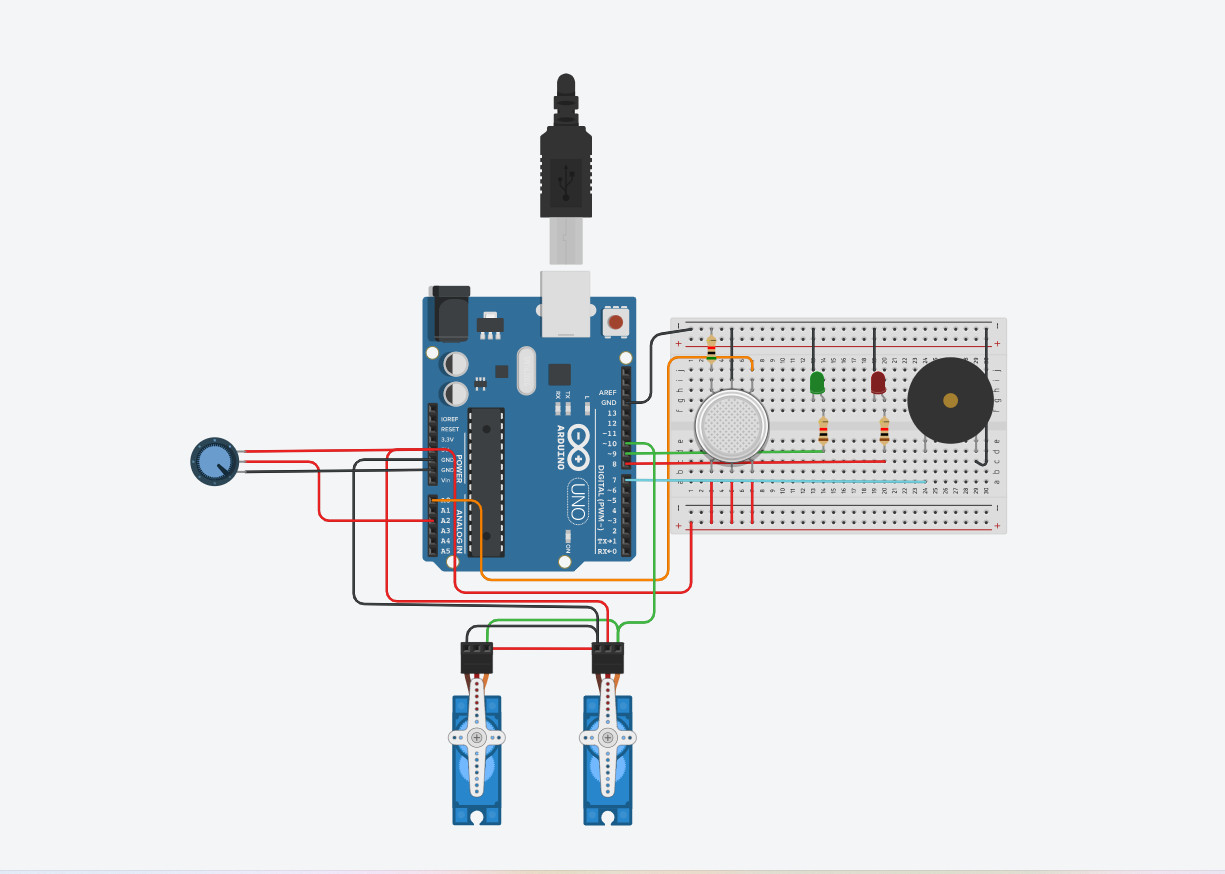 AREF
GND
13
12
~11
~10
~9
8
7
~6
~5
4
~3
2
TX→1
RX←0
DIGITAL (PWM~)
IOREF
RESET
3.3V
GND
GND
Vin
POWER
A0
A1
A2
A3
A4
A5
ANALOG IN
RX
TX
L
ARDUINO
UNO
ON